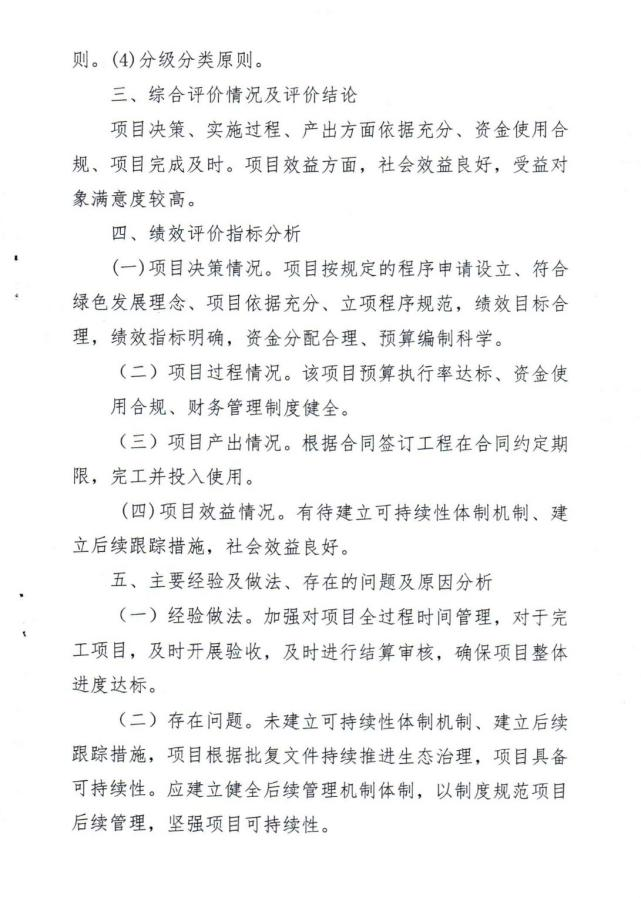 则。(4)分级分类原则。
三、综合评价情况及评价结论
项目决策、实施过程、产出方面依据充分、资金使用合
规、项目完成及时。项目效益方面，社会效益良好，受益对
象满意度较高。
四、绩效评价指标分析
(一)项目决策情况。项目按规定的程序申请设立、符合
绿色发展理念、项目依据充分、立项程序规范，绩效目标合
理，绩效指标明确，资金分配合理、预算编制科学。
（二）项目过程情况。该项目预算执行率达标、资金使
用合规、财务管理制度健全。
（三）项目产出情况。根据合同签订工程在合同约定期
限，完工并投入使用。
(四)项目效益情况。有待建立可持续性体制机制、建
立后续跟踪措施，社会效益良好。
五、主要经验及做法、存在的问题及原因分析
（一）经验做法。加强对项目全过程时间管理，对于完
工项目，及时开展验收，及时进行结算审核，确保项目整体
进度达标。
（二）存在问题。未建立可持续性体制机制、建立后续
跟踪措施，项目根据批复文件持续推进生态治理，项目具备
可持续性。应建立健全后续管理机制体制，以制度规范项目
后续管理，坚强项目可持续性。